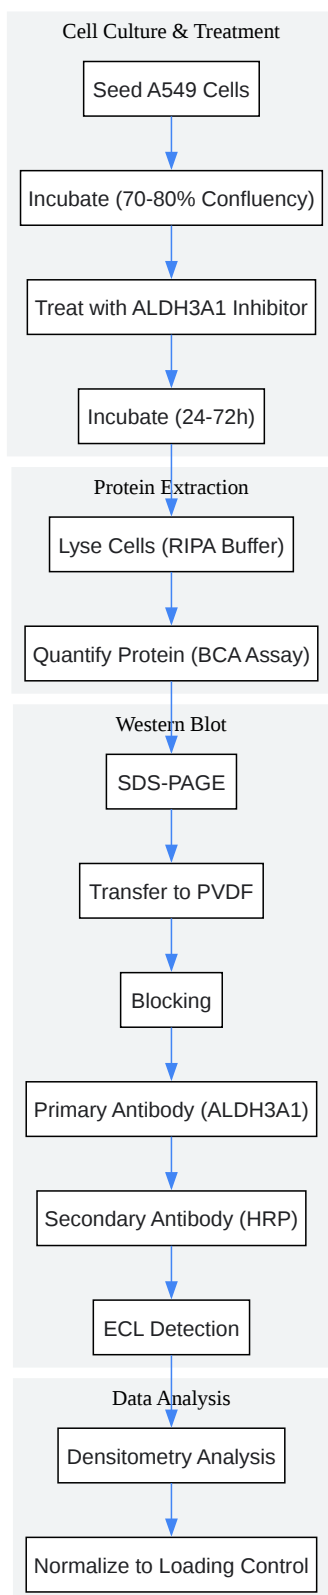 Cell Culture & Treatment
Seed A549 Cells
Incubate (70-80% Confluency)
Treat with ALDH3A1 Inhibitor
Incubate (24-72h)
Protein Extraction
Lyse Cells (RIPA Buffer)
Quantify Protein (BCA Assay)
Western Blot
SDS-PAGE
Transfer to PVDF
Blocking
Primary Antibody (ALDH3A1)
Secondary Antibody (HRP)
ECL Detection
Data Analysis
Densitometry Analysis
Normalize to Loading Control